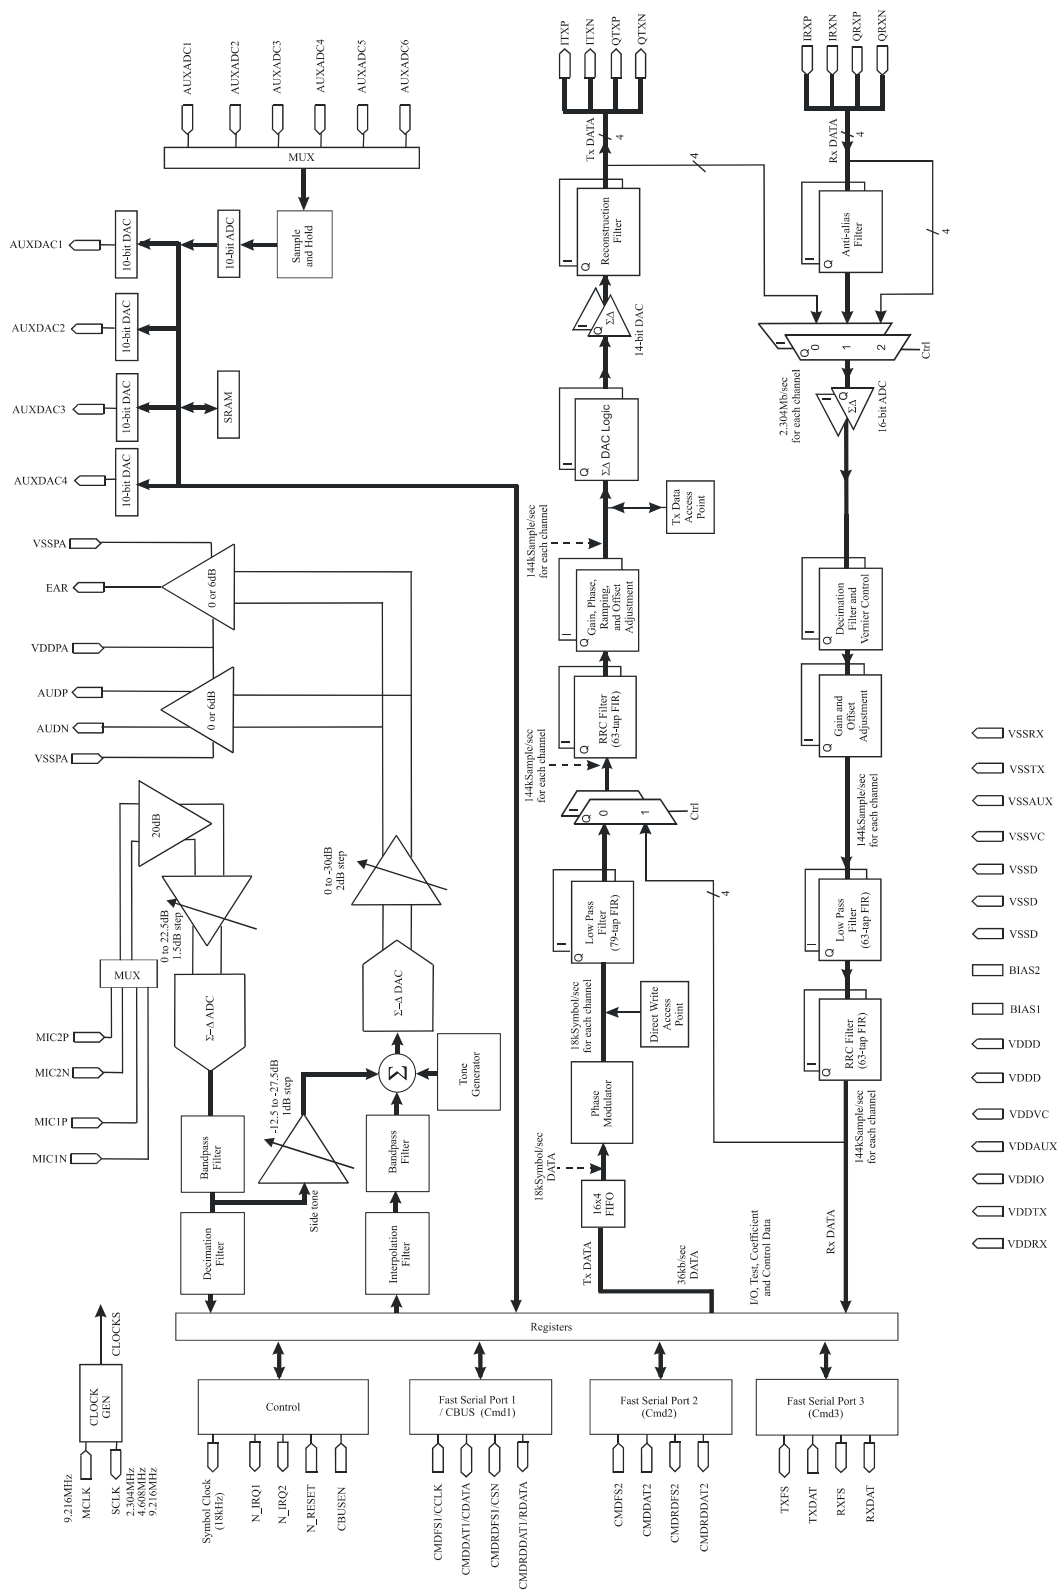 AUXADC1
AUXADC2
AUXADC3
AUXADC4
AUXADC5
AUXADC6
MUX
Sample
and Hold
10-bit ADC
AUXDAC1
10-bit DAC
AUXDAC2
10-bit DAC
AUXDAC3
10-bit DAC
AUXDAC4
10-bit DAC
SRAM
VSSPA
EAR
VDDPA
AUDP
AUDN
VSSPA
0 or 6dB
0 or 6dB
20dB
0 to 22.5dB
1.5dB step
MUX
MIC2P
MIC2N
MIC1P
MIC1N
Σ–Δ ADC
Bandpass
Filter
Decimation
Filter
-12.5 to -27.5dB
1dB step
Side tone
0 to -30dB
2dB step
Σ–Δ DAC
Σ
Tone
Generator
Bandpass
Filter
Interpolation
Filter
ITXP
ITXN
QTXP
QTXN
Tx DATA
4
4
I
Q
Reconstruction
Filter
I
Q
ΣΔ
14-bit DAC
I
Q
ΣΔ DAC Logic
Tx Data
Access
Point
144kSample/sec
for each channel
I
Q
Gain, Phase,
Ramping,
and Offset
Adjustment
I
Q
RRC Filter
(63-tap FIR)
144kSample/sec
for each channel
I
Q
0
1
Ctrl
4
I
Q
Low Pass
Filter
(79-tap FIR)
18kSymbol/sec
for each channel
Direct Write
Access
Point
Phase
Modulator
18kSymbol/sec
DATA
16x4
FIFO
Tx DATA
36kb/sec
DATA
I/O, Test, Coefficient
and Control Data
IRXP
IRXN
QRXP
QRXN
Rx DATA
4
4
I
Q
Anti-alias
Filter
I
Q
0
1
2
Ctrl
2.304Mb/sec
for each channel
I
Q
ΣΔ
16-bit ADC
I
Q
Decimation
Filter and
Vernier Control
I
Q
Gain and
Offset
Adjustment
144kSample/sec
for each channel
I
Q
Low Pass
Filter
(63-tap FIR)
I
Q
RRC Filter
(63-tap FIR)
144kSample/sec
for each channel
Rx DATA
VSSRX
VSSTX
VSSAUX
VSSVC
VSSD
VSSD
VSSD
BIAS2
BIAS1
VDDD
VDDD
VDDVC
VDDAUX
VDDIO
VDDTX
VDDRX
Registers
CLOCKS
CLOCK
GEN
9.216MHz
MCLK
SCLK
2.304MHz
4.608MHz
9.216MHz
Control
Symbol Clock
(18kHz)
N_IRQ1
N_IRQ2
N_RESET
CBUSEN
Fast Serial Port 1
/ CBUS (Cmd1)
CMDFS1/CCLK
CMDDAT1/CDATA
CMDRDFS1/CSN
CMDRDDAT1/RDATA
Fast Serial Port 2
(Cmd2)
CMDFS2
CMDDAT2
CMDRDFS2
CMDRDDAT2
Fast Serial Port 3
(Cmd3)
TXFS
TXDAT
RXFS
RXDAT